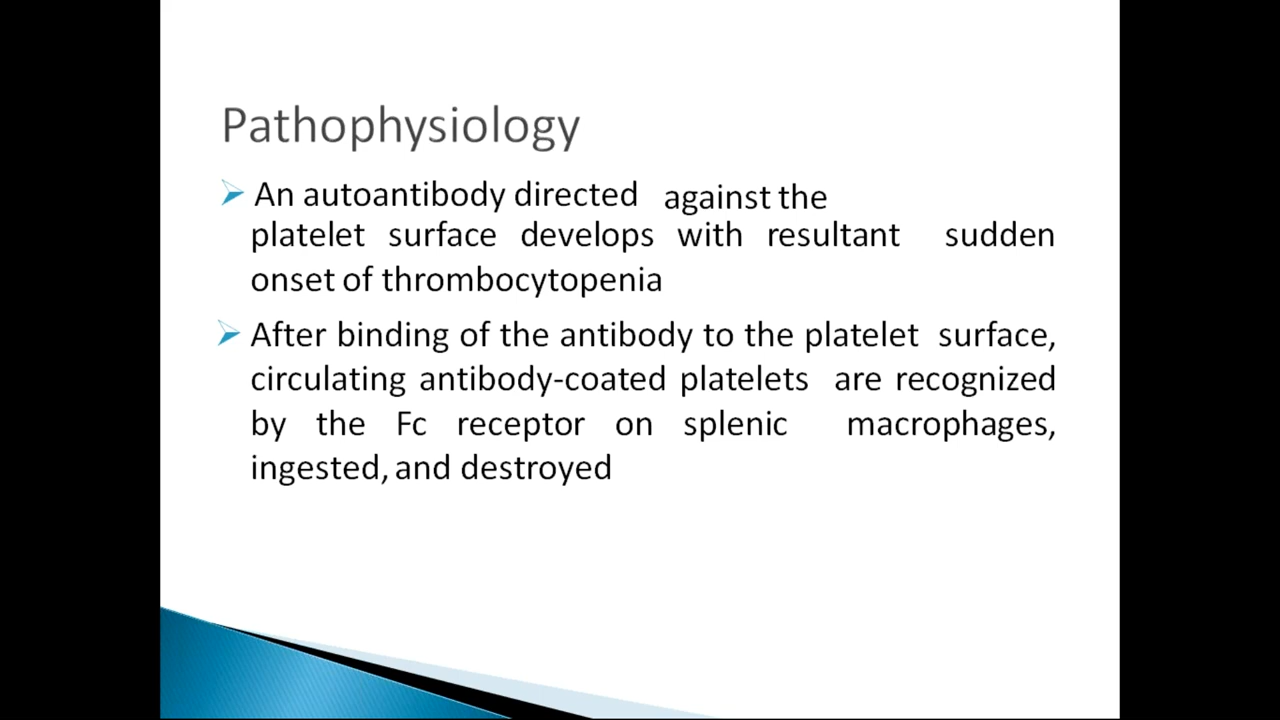 Pathophysiology
An autoantibody directed against the
platelet surface develops with resultant sudden
onset of thrombocytopenia
After binding of the antibody to the platelet surface,
circulating antibody-coated platelets are recognized
by the Fc receptor on splenic macrophages,
ingested, and destroyed